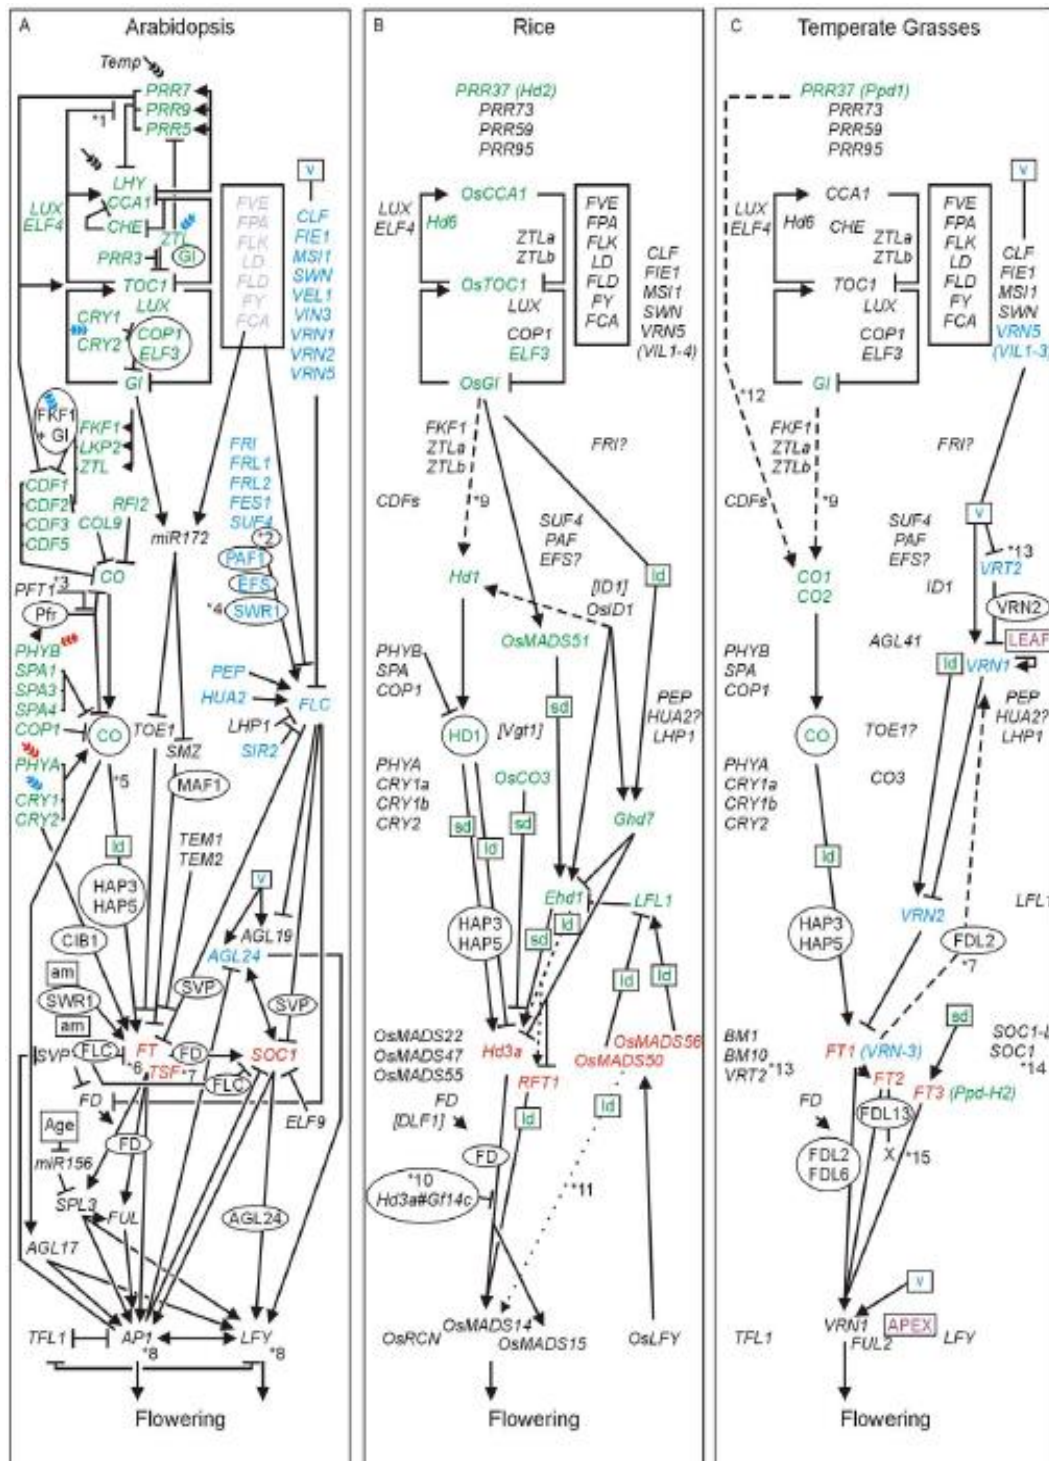 A
Arabidopsis
Temp
PRR7
PRR9
*1
PRR5
LHY
CCA1
LUX
ELF4
CHE
ZTL
GI
PRR3
TOC1
LUX
CRY1
CRY2
COP1
ELF3
GI
FVE
FPA
FLK
LD
FLD
FY
FCA
v
CLF
FIE1
MSI1
SWN
VEL1
VIN3
VRN1
VRN2
VRN5
FKF1
+ GI
FKF1
LKP2
ZTL
CDF1
CDF2
CDF3
CDF5
RFI2
COL9
miR172
FRI
FRL1
FRL2
FES1
SUF4
*2
PAF1
EFS
*4
SWR1
CO
PFT1
*3
Pfr
PHYB
SPA1
SPA3
SPA4
COP1
CO
PHYA
CRY1
CRY2
*5
PEP
HUA2
FLC
LHP1
SIR2
TOE1
SMZ
MAF1
ld
TEM1
TEM2
HAP3
HAP5
CIB1
v
AGL19
AGL24
am
SWR1
am
SVP
SVP
SVP
FLC
*6
FT
FD
SOC1
TSF
*7
FLC
FD
ELF9
Age
FD
miR156
SPL3
FUL
AGL24
AGL17
TFL1
AP1
LFY
*8
*8
Flowering
B
Rice
PRR37 (Hd2)
PRR73
PRR59
PRR95
OsCCA1
LUX
ELF4
Hd6
ZTLa
ZTLb
OsTOC1
LUX
COP1
ELF3
OsGI
FVE
FPA
FLK
LD
FLD
FY
FCA
CLF
FIE1
MSI1
SWN
VRN5
(VIL1-4)
FKF1
ZTLa
ZTLb
FRI?
CDFs
*9
SUF4
PAF
EFS?
Hd1
[ID1]
OsID1
ld
OsMADS51
PHYB
SPA
COP1
sd
HD1
[Vgt1]
PEP
HUA2?
LHP1
PHYA
CRY1a
CRY1b
CRY2
OsCO3
sd
sd
ld
Ghd7
Ehd1
LFL1
ld
HAP3
HAP5
sd
ld
ld
OsMADS22
OsMADS47
OsMADS55
Hd3a
RFT1
OsMADS56
OsMADS50
FD
[DLF1]
ld
ld
FD
*10
Hd3a#Gf14c
*11
OsRCN
OsMADS14
OsMADS15
OsLFY
Flowering
C
Temperate Grasses
PRR37 (Ppd1)
PRR73
PRR59
PRR95
v
CCA1
LUX
ELF4
Hd6
CHE
ZTLa
ZTLb
TOC1
LUX
COP1
ELF3
GI
FVE
FPA
FLK
LD
FLD
FY
FCA
CLF
FIE1
MSI1
SWN
VRN5
(VIL1-3)
*12
FKF1
ZTLa
ZTLb
FRI?
CDFs
*9
SUF4
PAF
EFS?
v
*13
VRT2
CO1
CO2
ID1
VRN2
LEAF
AGL41
ld
VRN1
PHYB
SPA
COP1
PEP
HUA2?
LHP1
CO
TOE1?
PHYA
CRY1a
CRY1b
CRY2
CO3
ld
VRN2
HAP3
HAP5
FDL2
*7
sd
BM1
BM10
VRT2
*13
FT1 (VRN-3)
FT2
FT3 (Ppd-H2)
SOC1
*14
FD
FDL13
X
*15
FDL2
FDL6
v
VRN1
APEX
FUL2
TFL1
LFY
Flowering